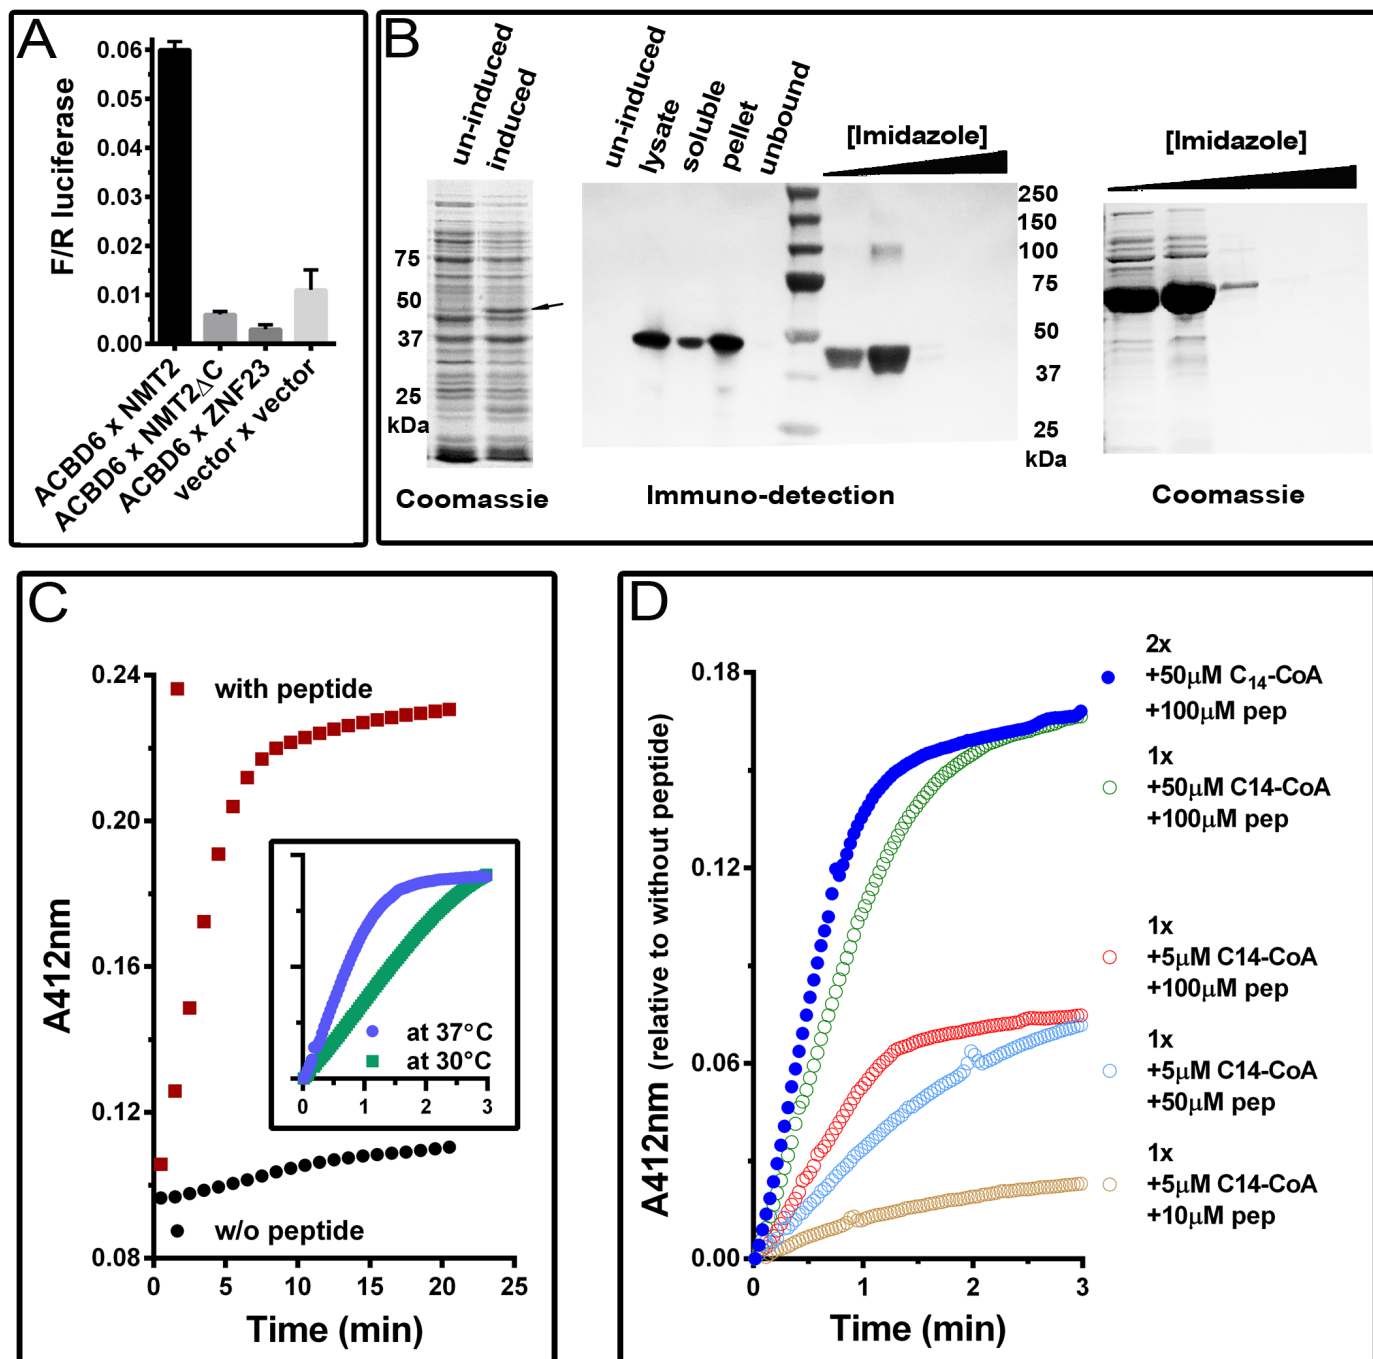 A
F/R luciferase
0.06
0.05
0.04
0.03
0.02
0.01
0.00
ACBD6 x NMT2
ACBD6 x NMT2ΔC
ACBD6 x ZNF23
vector x vector
B
un-induced
induced
75
50
37
25
kDa
Coomassie
un-induced
lysate
soluble
pellet
unbound
[Imidazole]
250
150
100
75
50
37
25
kDa
Immuno-detection
[Imidazole]
Coomassie
C
A412nm
0.24
0.20
0.16
0.12
0.08
with peptide
at 37°C
at 30°C
0 1 2 3
w/o peptide
0 5 10 15 20 25
Time (min)
D
A412nm (relative to without peptide)
0.18
0.12
0.06
0.00
0 1 2 3
Time (min)
2x
+50µM C₁₄-CoA
+100µM pep
1x
+50µM C14-CoA
+100µM pep
1x
+5µM C14-CoA
+100µM pep
1x
+5µM C14-CoA
+50µM pep
1x
+5µM C14-CoA
+10µM pep